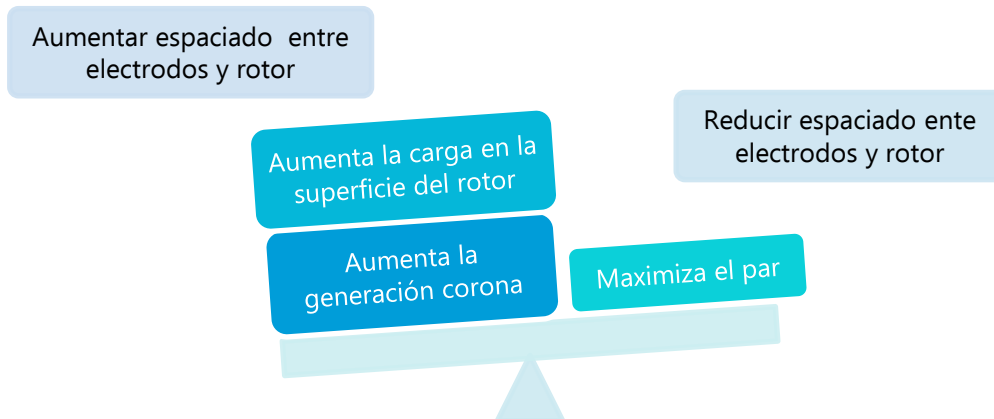 Aumentar espaciado entre
electrodos y rotor
Reducir espaciado ente
electrodos y rotor
Aumenta la carga en la
superficie del rotor
Aumenta la
generación corona
Maximiza el par